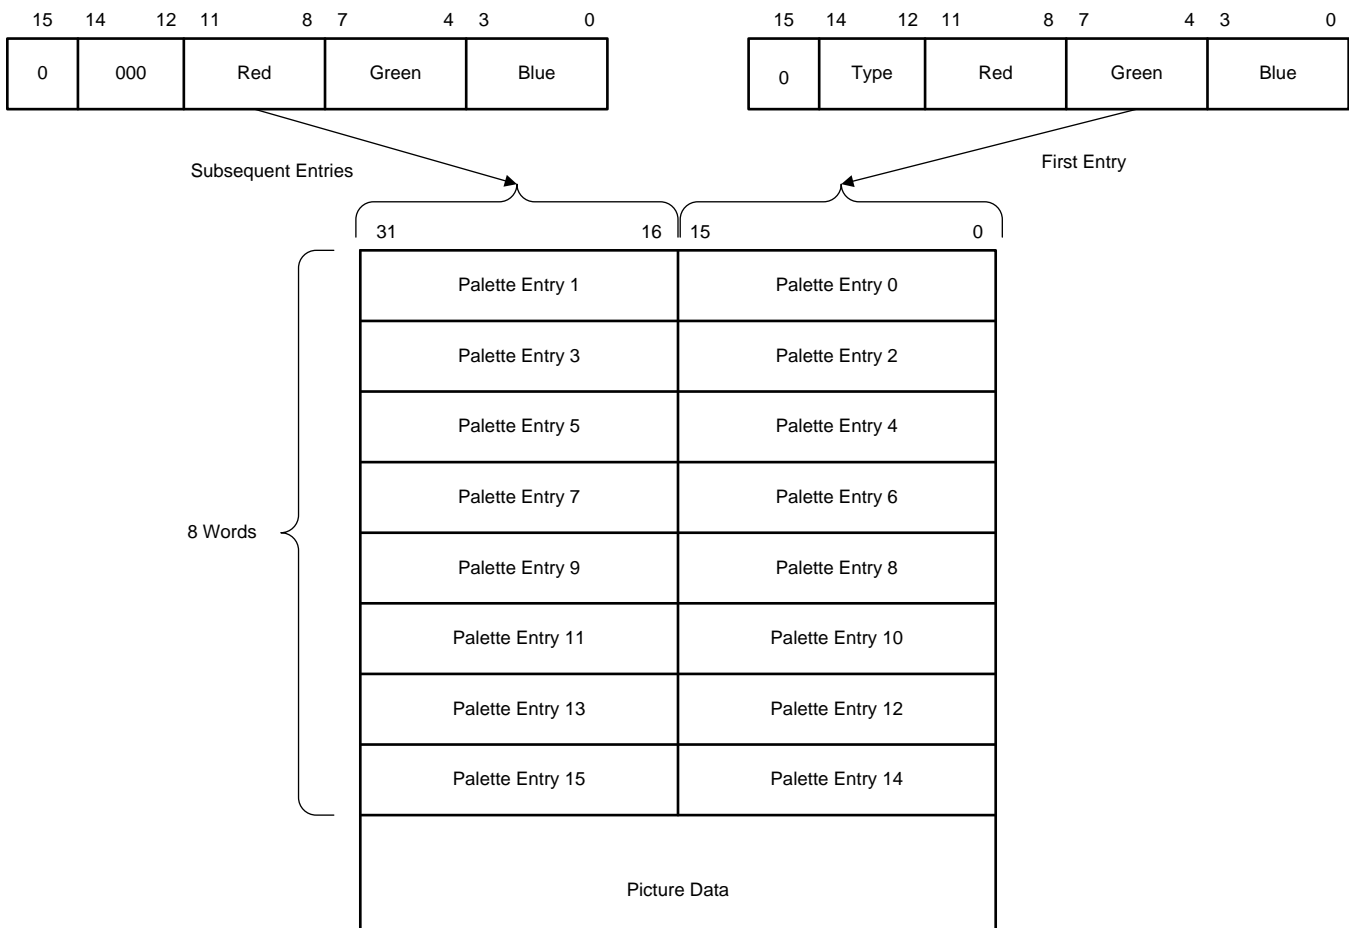 15 14 12 11 8 7 4 3 0
0 000 Red Green Blue
15 14 12 11 8 7 4 3 0
0 Type Red Green Blue
Subsequent Entries
First Entry
31 16 15 0
Palette Entry 1 Palette Entry 0
Palette Entry 3 Palette Entry 2
Palette Entry 5 Palette Entry 4
Palette Entry 7 Palette Entry 6
8 Words
Palette Entry 9 Palette Entry 8
Palette Entry 11 Palette Entry 10
Palette Entry 13 Palette Entry 12
Palette Entry 15 Palette Entry 14
Picture Data